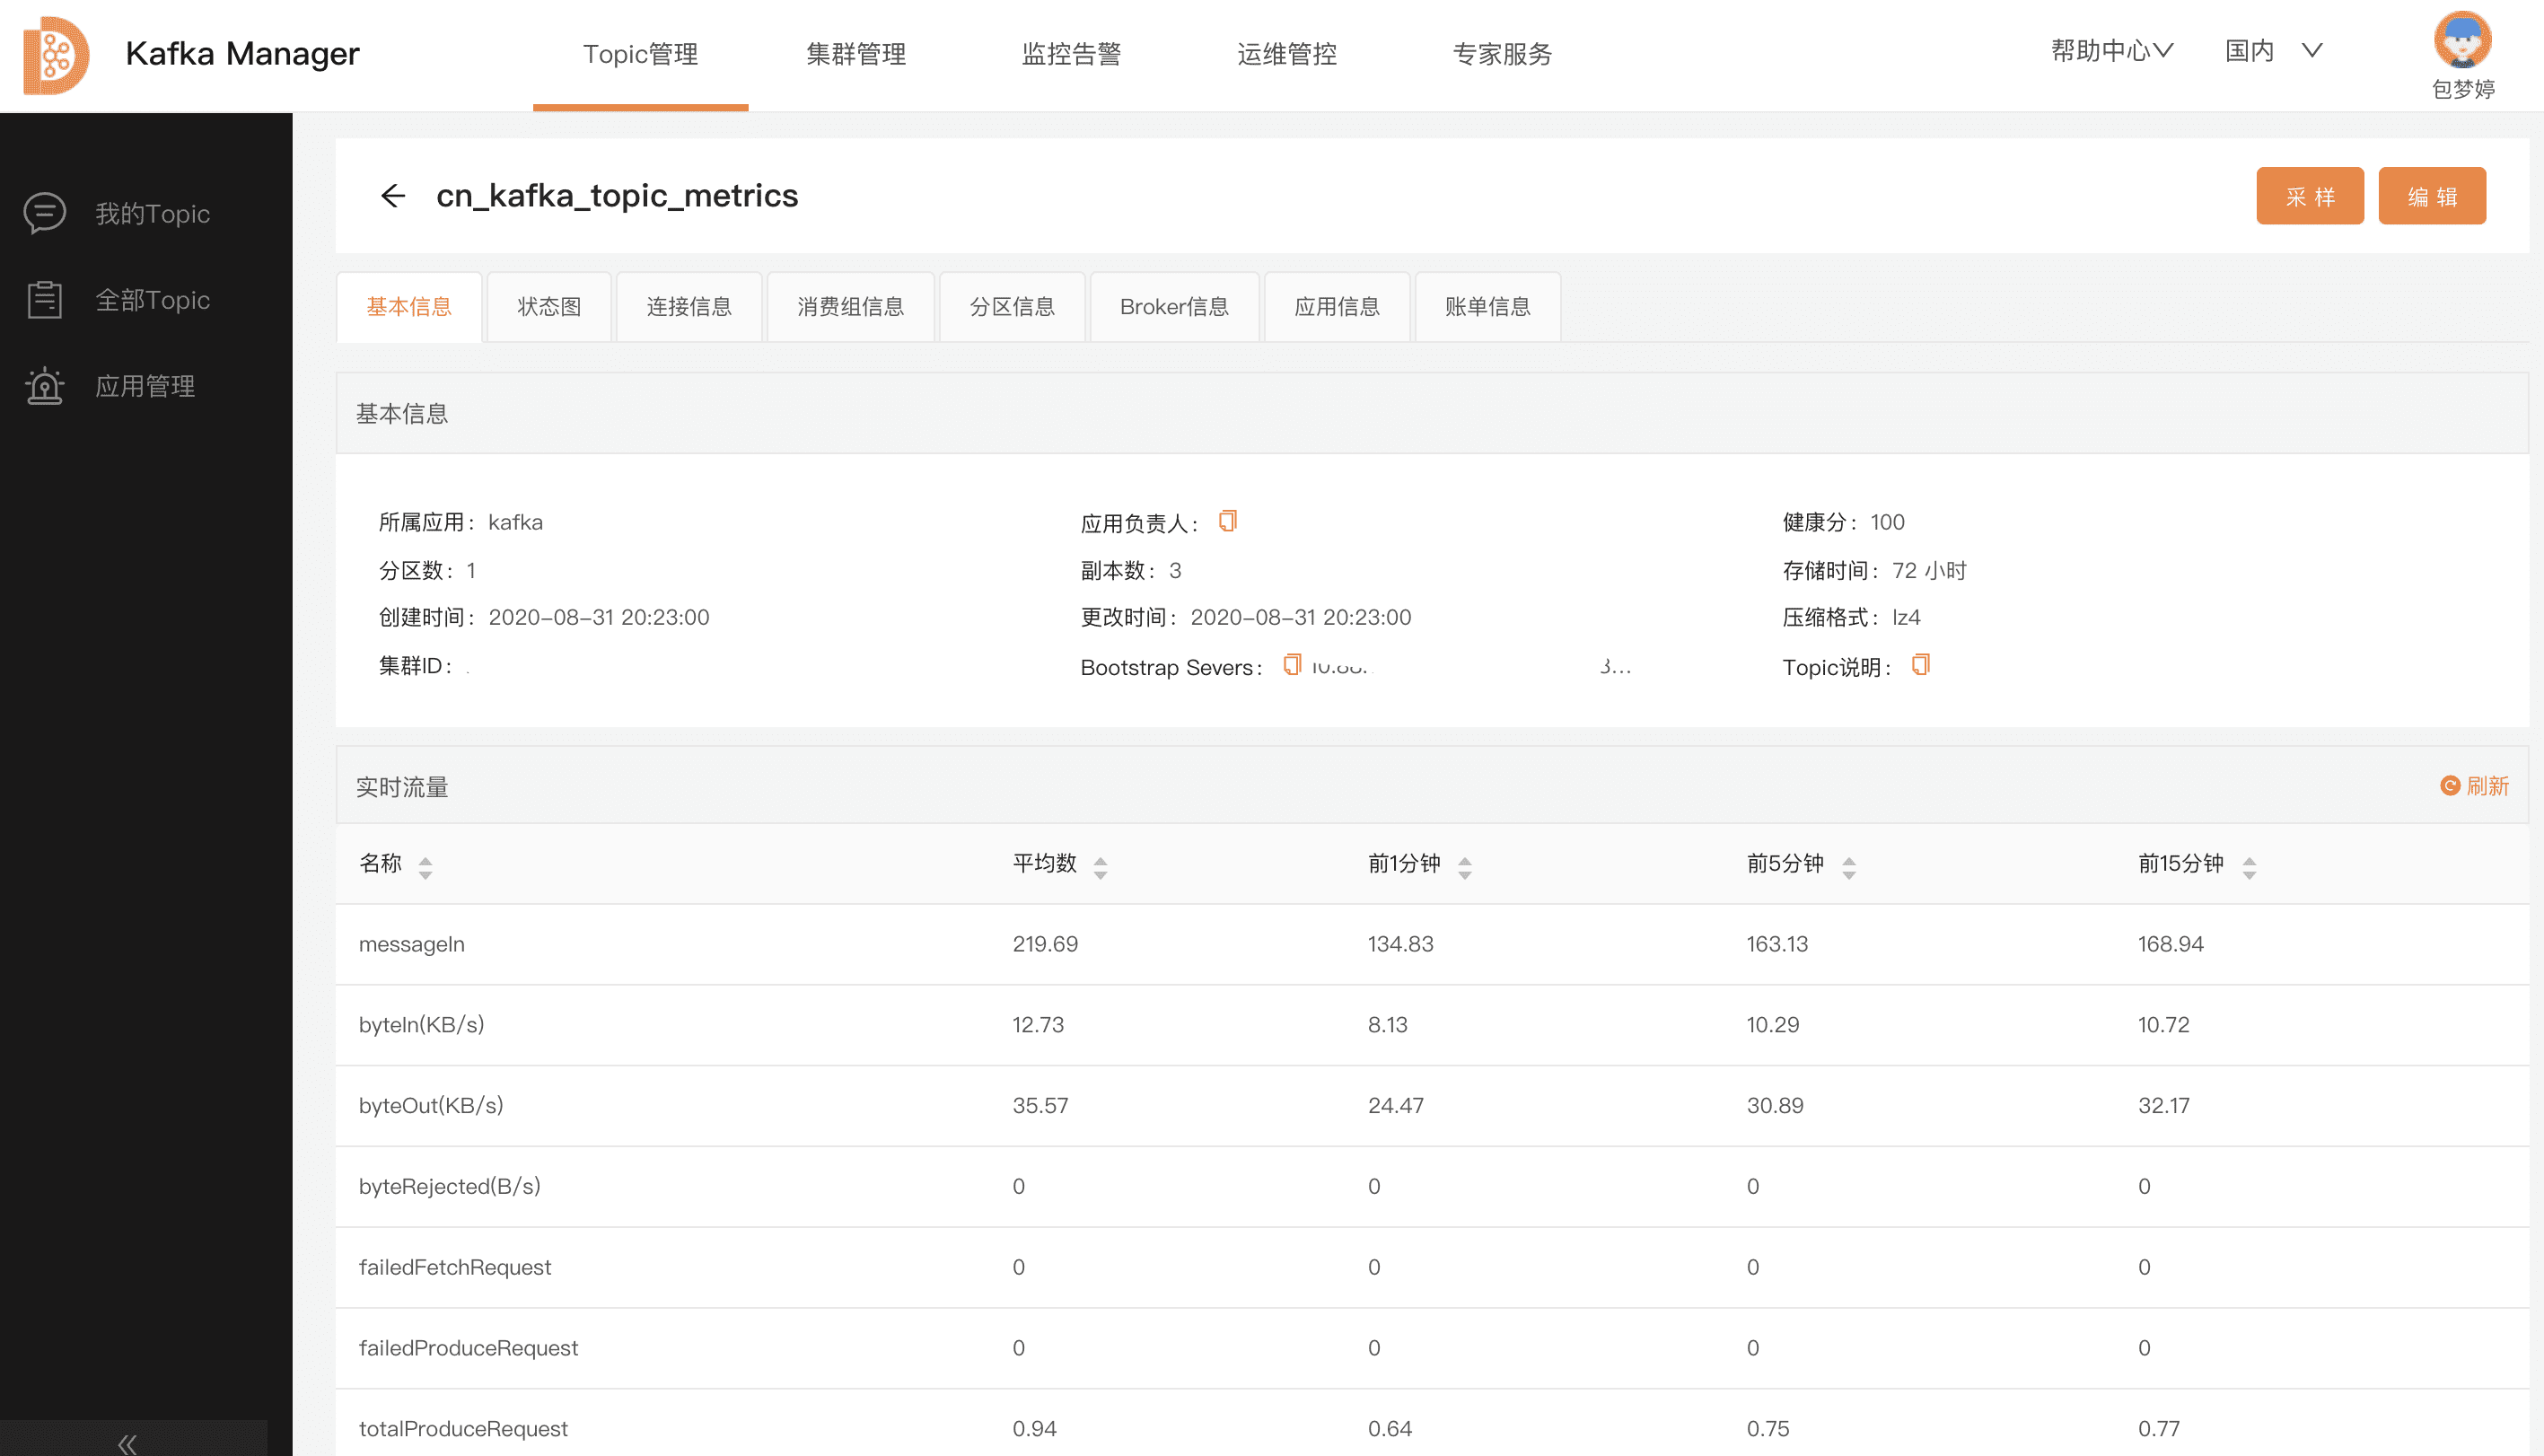 Kafka Manager
Topic管理 集群管理 监控告警 运维管控 专家服务
帮助中心 国内
包梦婷
我的Topic
全部Topic
应用管理
cn_kafka_topic_metrics
采样 编辑
基本信息 状态图 连接信息 消费组信息 分区信息 Broker信息 应用信息 账单信息
基本信息
所属应用: kafka 应用负责人: 健康分: 100
分区数: 1 副本数: 3 存储时间: 72 小时
创建时间: 2020-08-31 20:23:00 更改时间: 2020-08-31 20:23:00 压缩格式: lz4
集群ID: Bootstrap Severs: Topic说明:
实时流量 刷新
名称 平均数 前1分钟 前5分钟 前15分钟
messageIn 219.69 134.83 163.13 168.94
byteIn(KB/s) 12.73 8.13 10.29 10.72
byteOut(KB/s) 35.57 24.47 30.89 32.17
byteRejected(B/s) 0 0 0 0
failedFetchRequest 0 0 0 0
failedProduceRequest 0 0 0 0
totalProduceRequest 0.94 0.64 0.75 0.77